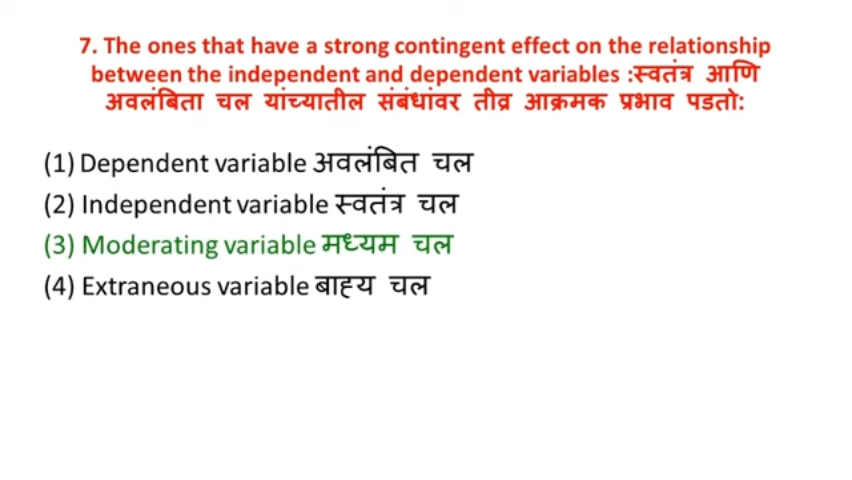 7. The ones that have a strong contingent effect on the relationship
between the independent and dependent variables :स्वतंत्र आणि
अवलंबिता चल यांच्यातील संबंधांवर तीव्र आक्रमक प्रभाव पडतो:
(1) Dependent variable अवलंबित चल
(2) Independent variable स्वतंत्र चल
(3) Moderating variable मध्यम चल
(4) Extraneous variable बाह्य चल